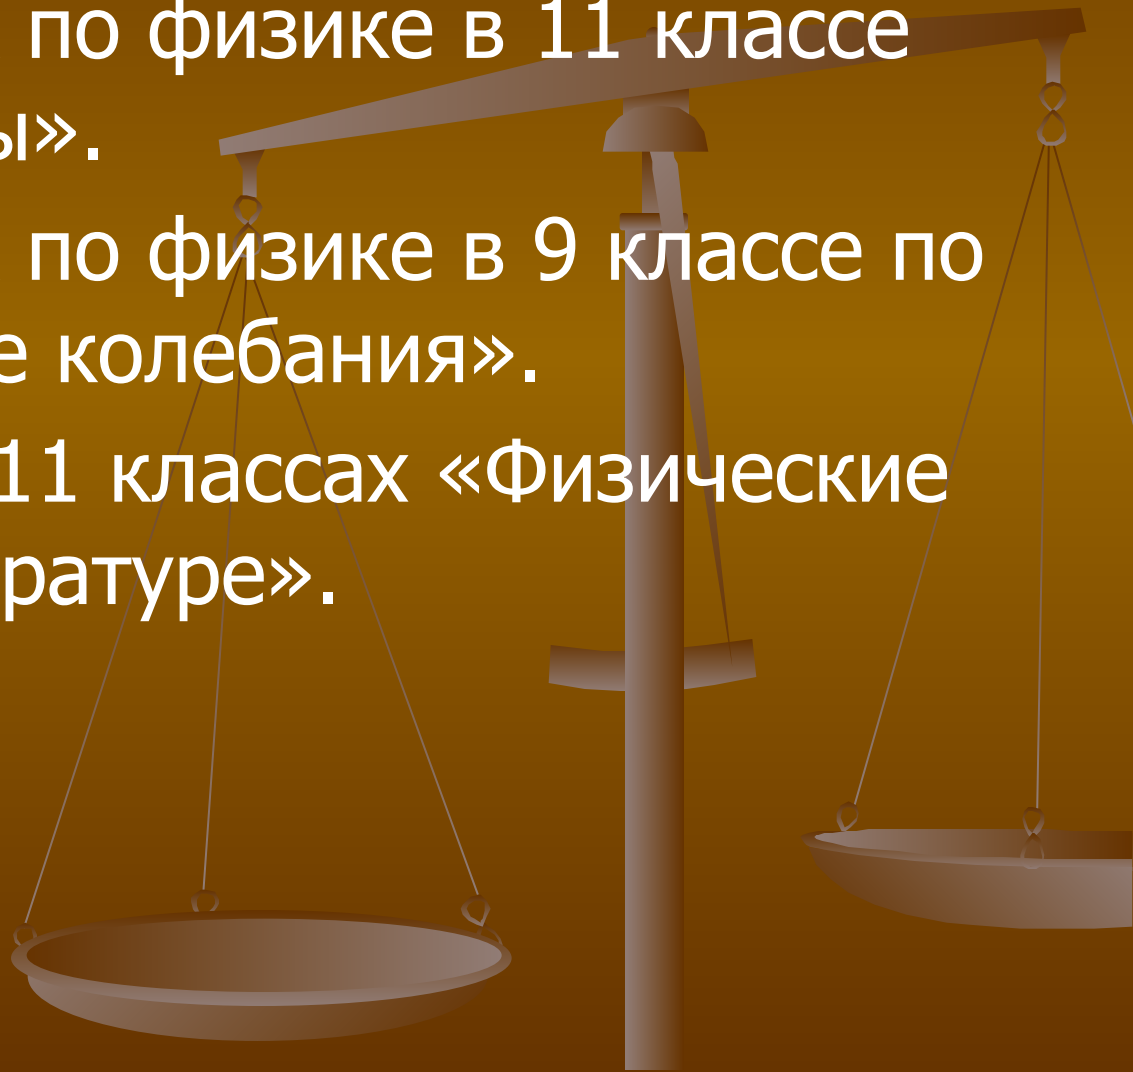 по физике в 11 классе
ы».
по физике в 9 классе по
е колебания».
11 классах «Физические
ратуре».